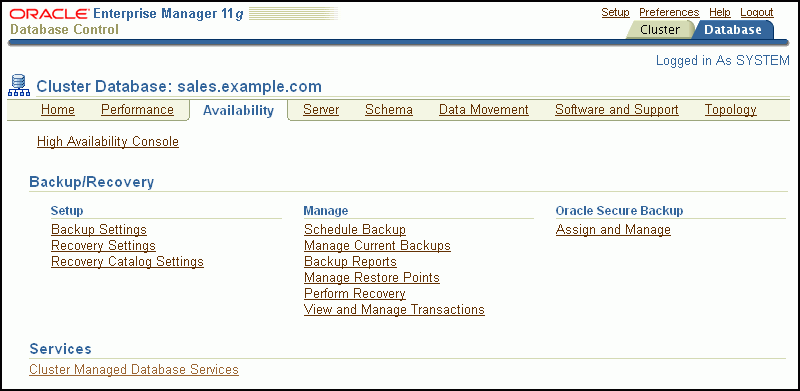 ORACLE Enterprise Manager 11g
Database Control
Setup Preferences Help Logout
Cluster Database
Logged in As SYSTEM
Cluster Database: sales.example.com
Home Performance Availability Server Schema Data Movement Software and Support Topology
High Availability Console
Backup/Recovery
Setup
Backup Settings
Recovery Settings
Recovery Catalog Settings
Manage
Schedule Backup
Manage Current Backups
Backup Reports
Manage Restore Points
Perform Recovery
View and Manage Transactions
Oracle Secure Backup
Assign and Manage
Services
Cluster Managed Database Services